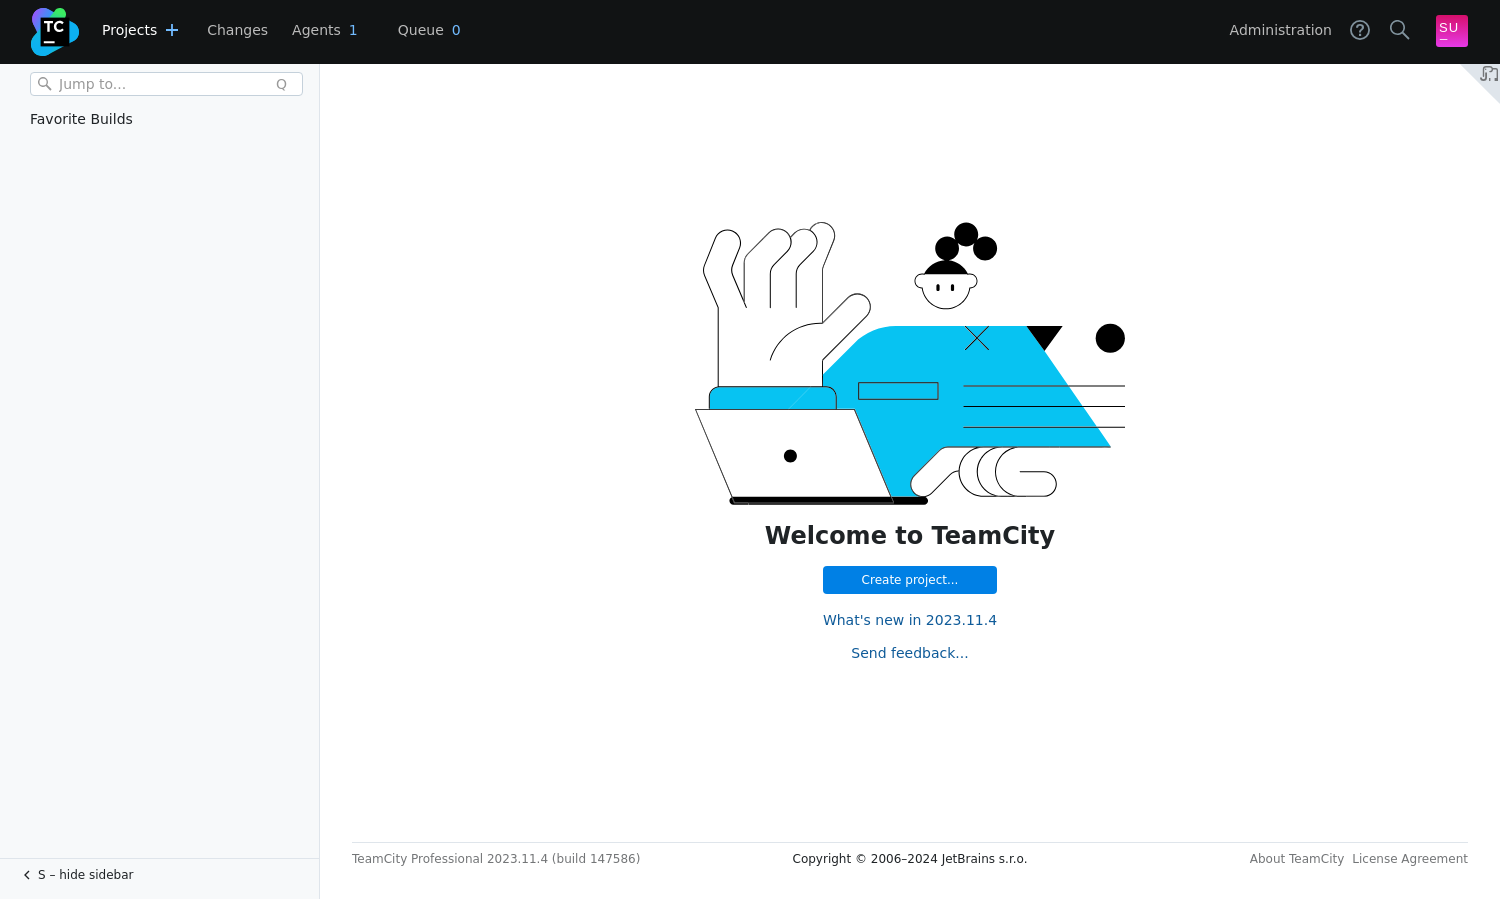 TC
Projects
Changes
Agents 1
Queue 0
Administration
SU
Jump to...
Q
Favorite Builds
Welcome to TeamCity
Create project...
What's new in 2023.11.4
Send feedback...
S – hide sidebar
TeamCity Professional 2023.11.4 (build 147586)
Copyright © 2006–2024 JetBrains s.r.o.
About TeamCity
License Agreement